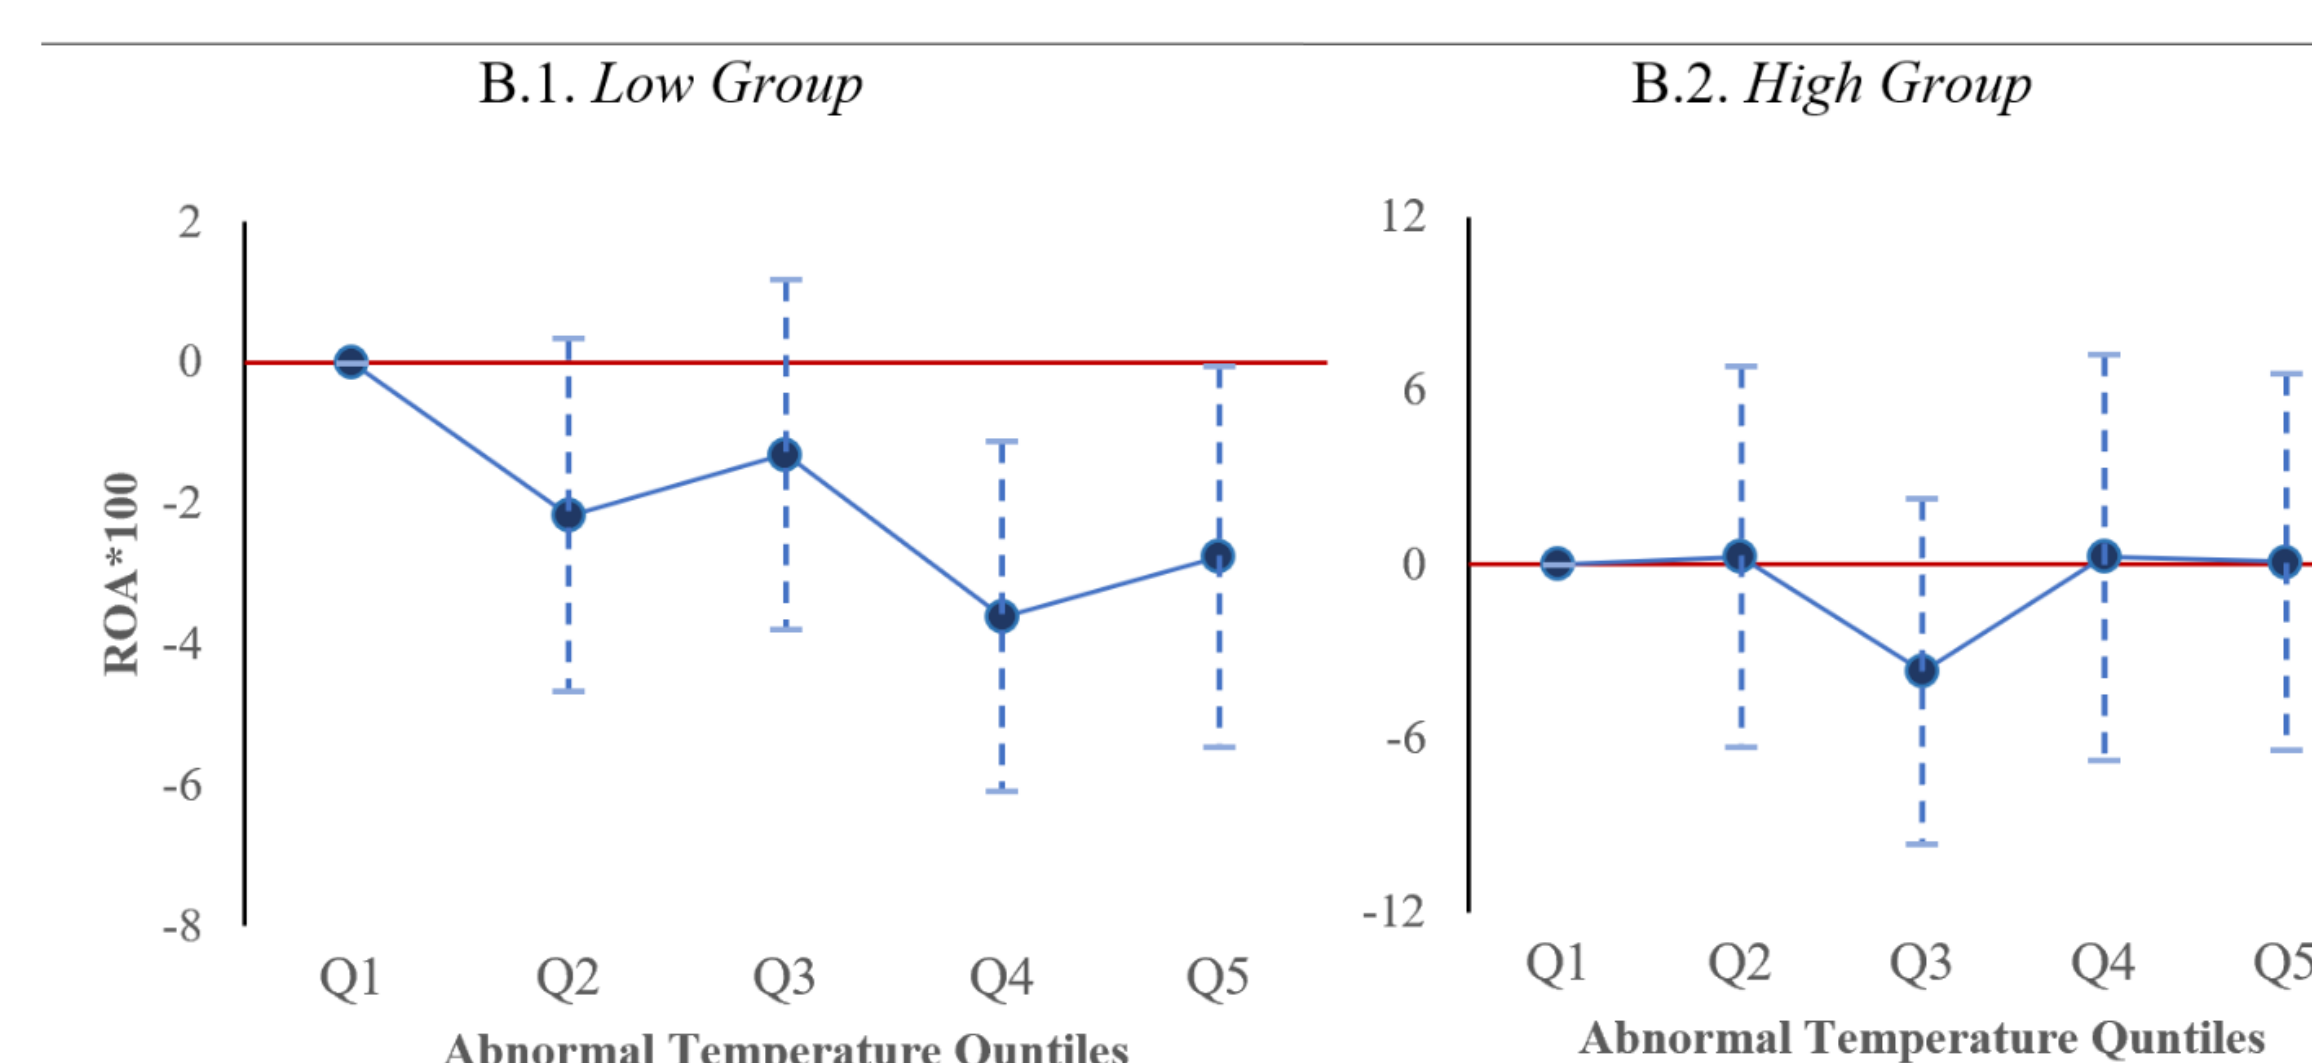 B.1. Low Group
B.2. High Group
2
0
-2
-4
-6
-8
ROA*100
Q1 Q2 Q3 Q4 Q5
Abnormal Temperature Quntiles
12
6
0
-6
-12
Q1 Q2 Q3 Q4 Q5
Abnormal Temperature Quntiles